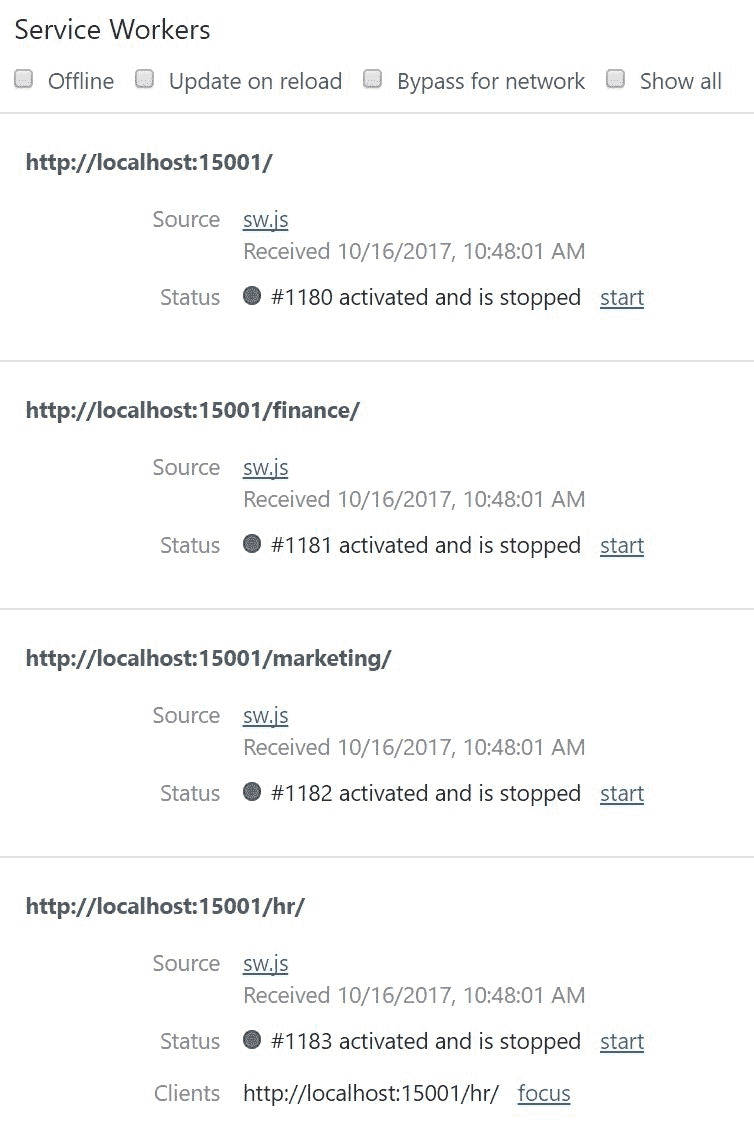 Service Workers
Offline Update on reload Bypass for network Show all
http://localhost:15001/
Source sw.js
Received 10/16/2017, 10:48:01 AM
Status #1180 activated and is stopped start
http://localhost:15001/finance/
Source sw.js
Received 10/16/2017, 10:48:01 AM
Status #1181 activated and is stopped start
http://localhost:15001/marketing/
Source sw.js
Received 10/16/2017, 10:48:01 AM
Status #1182 activated and is stopped start
http://localhost:15001/hr/
Source sw.js
Received 10/16/2017, 10:48:01 AM
Status #1183 activated and is stopped start
Clients http://localhost:15001/hr/ focus